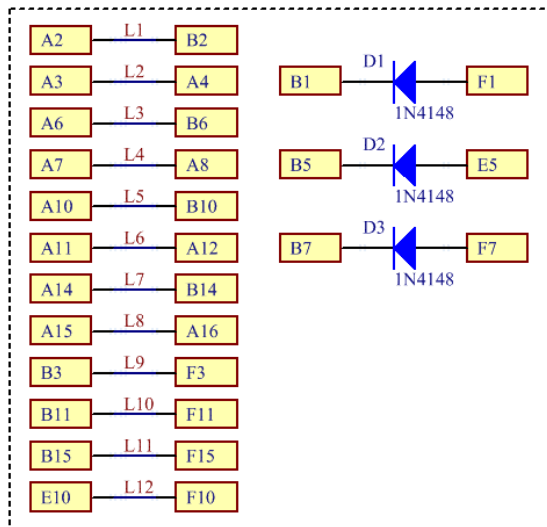 A2 L1 B2
A3 L2 A4
A6 L3 B6
A7 L4 A8
A10 L5 B10
A11 L6 A12
A14 L7 B14
A15 L8 A16
B3 L9 F3
B11 L10 F11
B15 L11 F15
E10 L12 F10
D1
B1 F1
1N4148
D2
B5 E5
1N4148
D3
B7 F7
1N4148